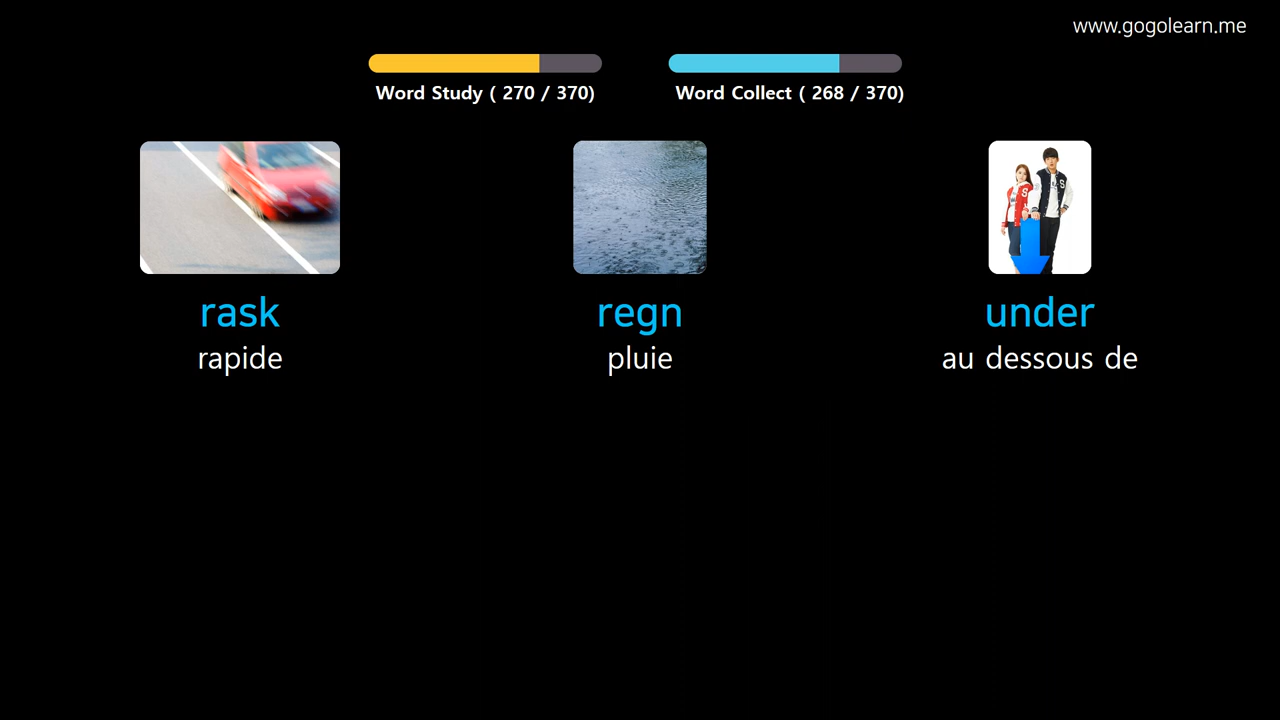 www.gogolearn.me
Word Study ( 270 / 370)
Word Collect ( 268 / 370)
rask
rapide
regn
pluie
under
au dessous de